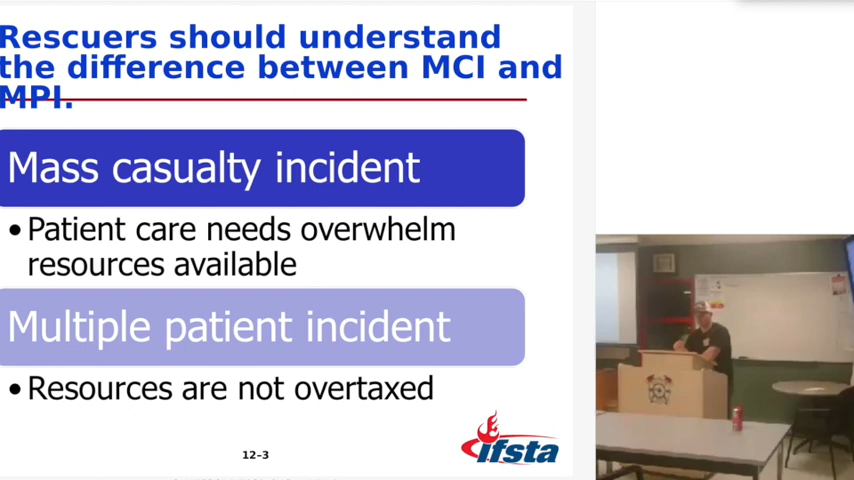 Rescuers should understand
the difference between MCI and
MPI.
Mass casualty incident
•Patient care needs overwhelm
resources available
Multiple patient incident
•Resources are not overtaxed
12-3
ifsta